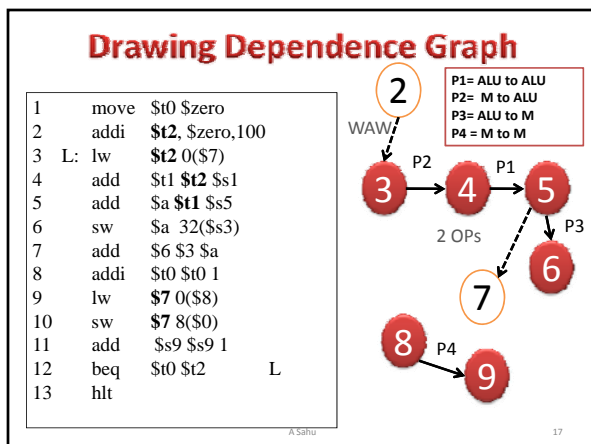 Drawing Dependence Graph
1 move $t0 $zero
2 addi $t2, $zero,100
3 L: lw $t2 0($7)
4 add $t1 $t2 $s1
5 add $a $t1 $s5
6 sw $a 32($s3)
7 add $6 $3 $a
8 addi $t0 $t0 1
9 lw $7 0($8)
10 sw $7 8($0)
11 add $s9 $s9 1
12 beq $t0 $t2 L
13 hlt
P1= ALU to ALU
P2= M to ALU
P3= ALU to M
P4 = M to M
2
WAW
P2
P1
3
4
5
P3
2 OPs
6
7
8
P4
9
A Sahu
17